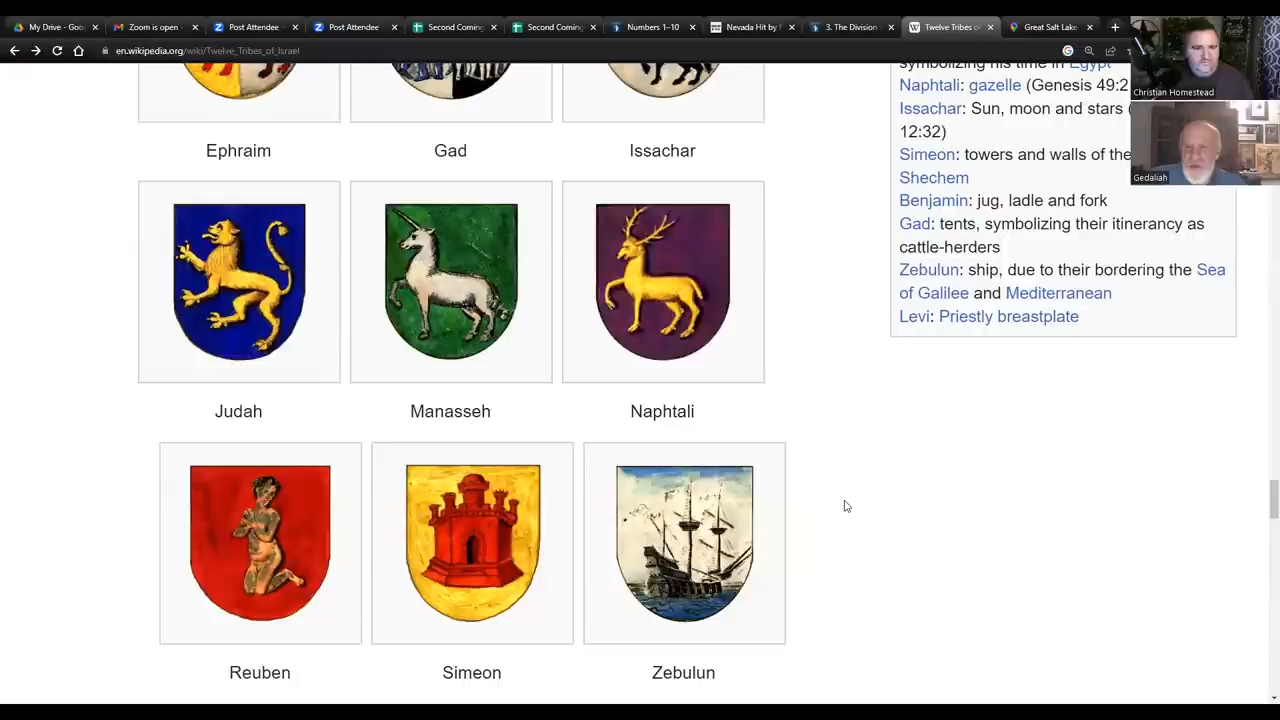 My Drive - Goo
Zoom is open -
Post Attendee -
Post Attendee
Second Coming
Second Coming
Numbers 1–10
Nevada Hit by
3. The Division
Twelve Tribes of
Great Salt Lake
en.wikipedia.org/wiki/Twelve_Tribes_of_Israel
symbolizing his time in Egypt
Naphtali: gazelle (Genesis 49:2
Issachar: Sun, moon and stars (
12:32)
Simeon: towers and walls of the
Shechem
Benjamin: jug, ladle and fork
Gad: tents, symbolizing their itinerancy as
cattle-herders
Zebulun: ship, due to their bordering the Sea
of Galilee and Mediterranean
Levi: Priestly breastplate
Christian Homestead
Gedaliah
Ephraim
Gad
Issachar
Judah
Manasseh
Naphtali
Reuben
Simeon
Zebulun